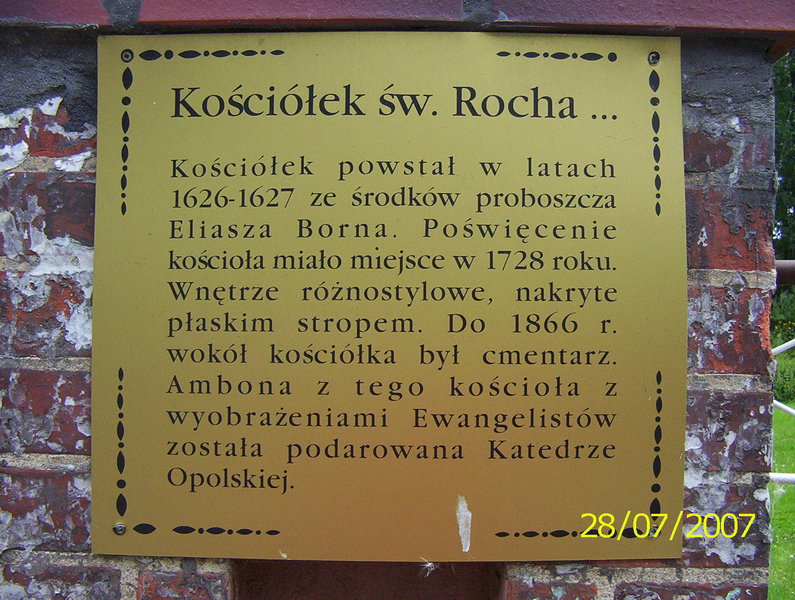 Kościółek św. Rocha ...
Kościółek powstał w latach
1626-1627 ze środków proboszcza
Eliasza Borna. Poświęcenie
kościoła miało miejsce w 1728 roku.
Wnętrze różnostylowe, nakryte
płaskim stropem. Do 1866 r.
wokół kościółka był cmentarz.
Ambona z tego kościoła z
wyobrażeniami Ewangelistów
została podarowana Katedrze
Opolskiej.
28/07/2007